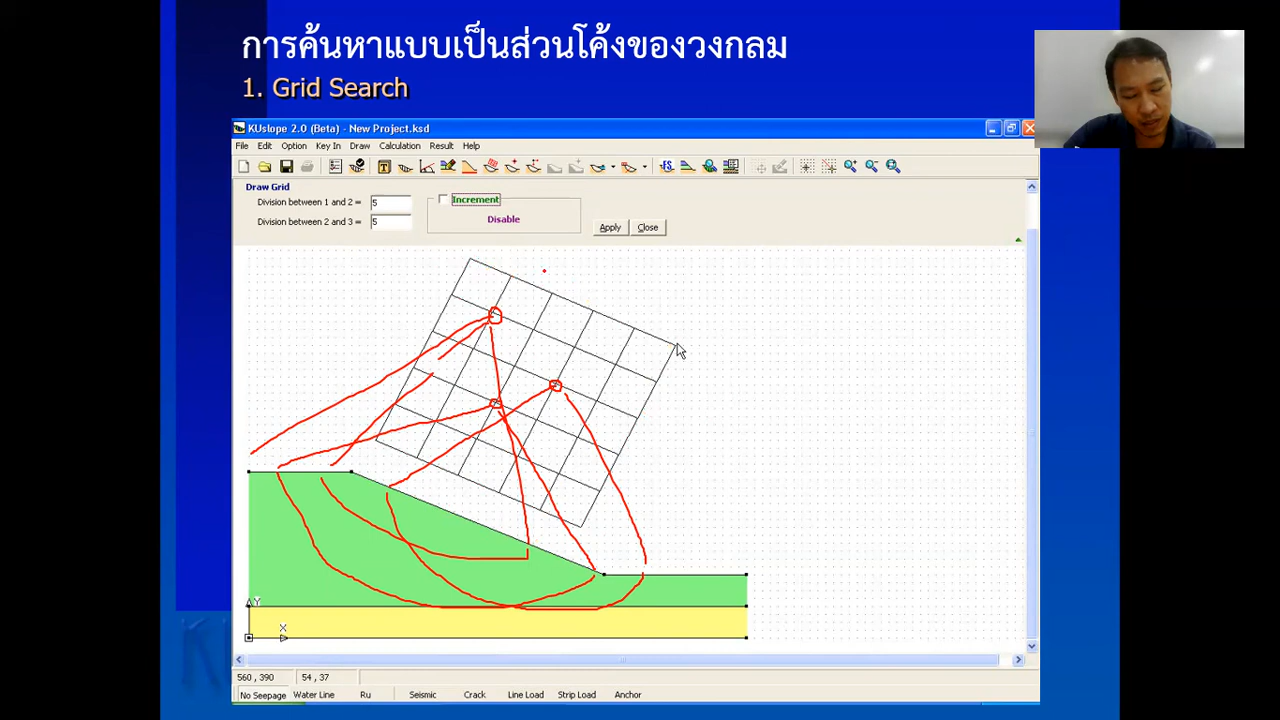 การค้นหาแบบเป็นส่วนโค้งของวงกลม
1. Grid Search
KUslope 2.0 (Beta) - New Project.ksd
File Edit Option Key In Draw Calculation Result Help
T FS
Draw Grid
Division between 1 and 2 = 5
Increment
Division between 2 and 3 = 5
Disable
Apply Close
Y
X
560 , 390 54 , 37
No Seepage Water Line Ru Seismic Crack Line Load Strip Load Anchor